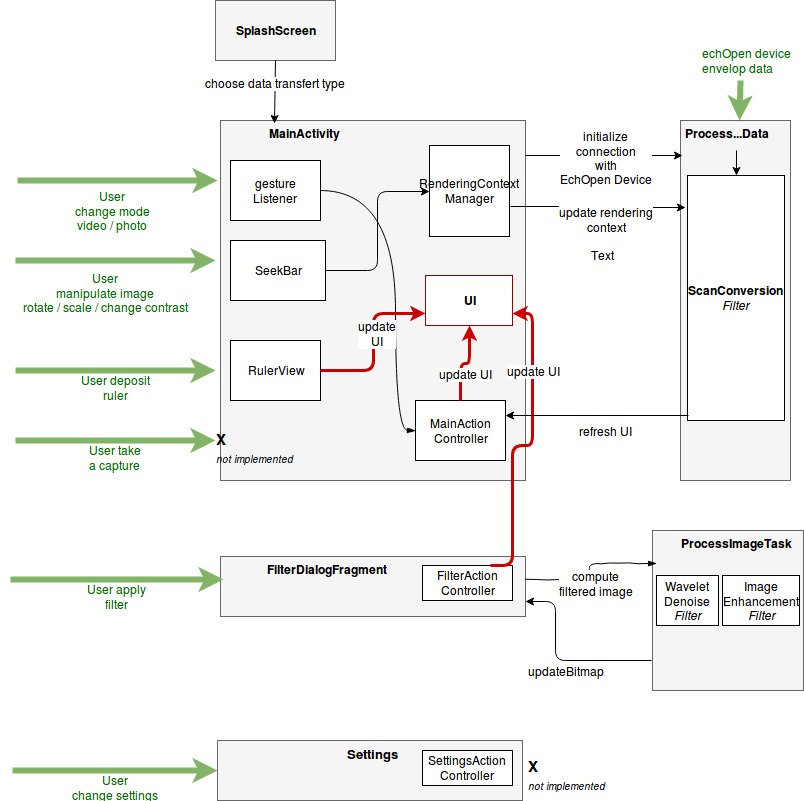 SplashScreen
choose data transfert type
echOpen device
envelop data
MainActivity
Process...Data
gesture
Listener
RenderingContext
Manager
initialize
connection
with
EchOpen Device
User
change mode
video / photo
update rendering
context
Text
SeekBar
User
manipulate image
rotate / scale / change contrast
UI
ScanConversion
Filter
update
UI
RulerView
update UI
update UI
User deposit
ruler
MainAction
Controller
refresh UI
X
not implemented
User take
a capture
ProcessImageTask
FilterDialogFragment
FilterAction
Controller
compute
filtered image
Wavelet
Denoise
Filter
Image
Enhancement
Filter
User apply
filter
updateBitmap
Settings
SettingsAction
Controller
X
not implemented
User
change settings